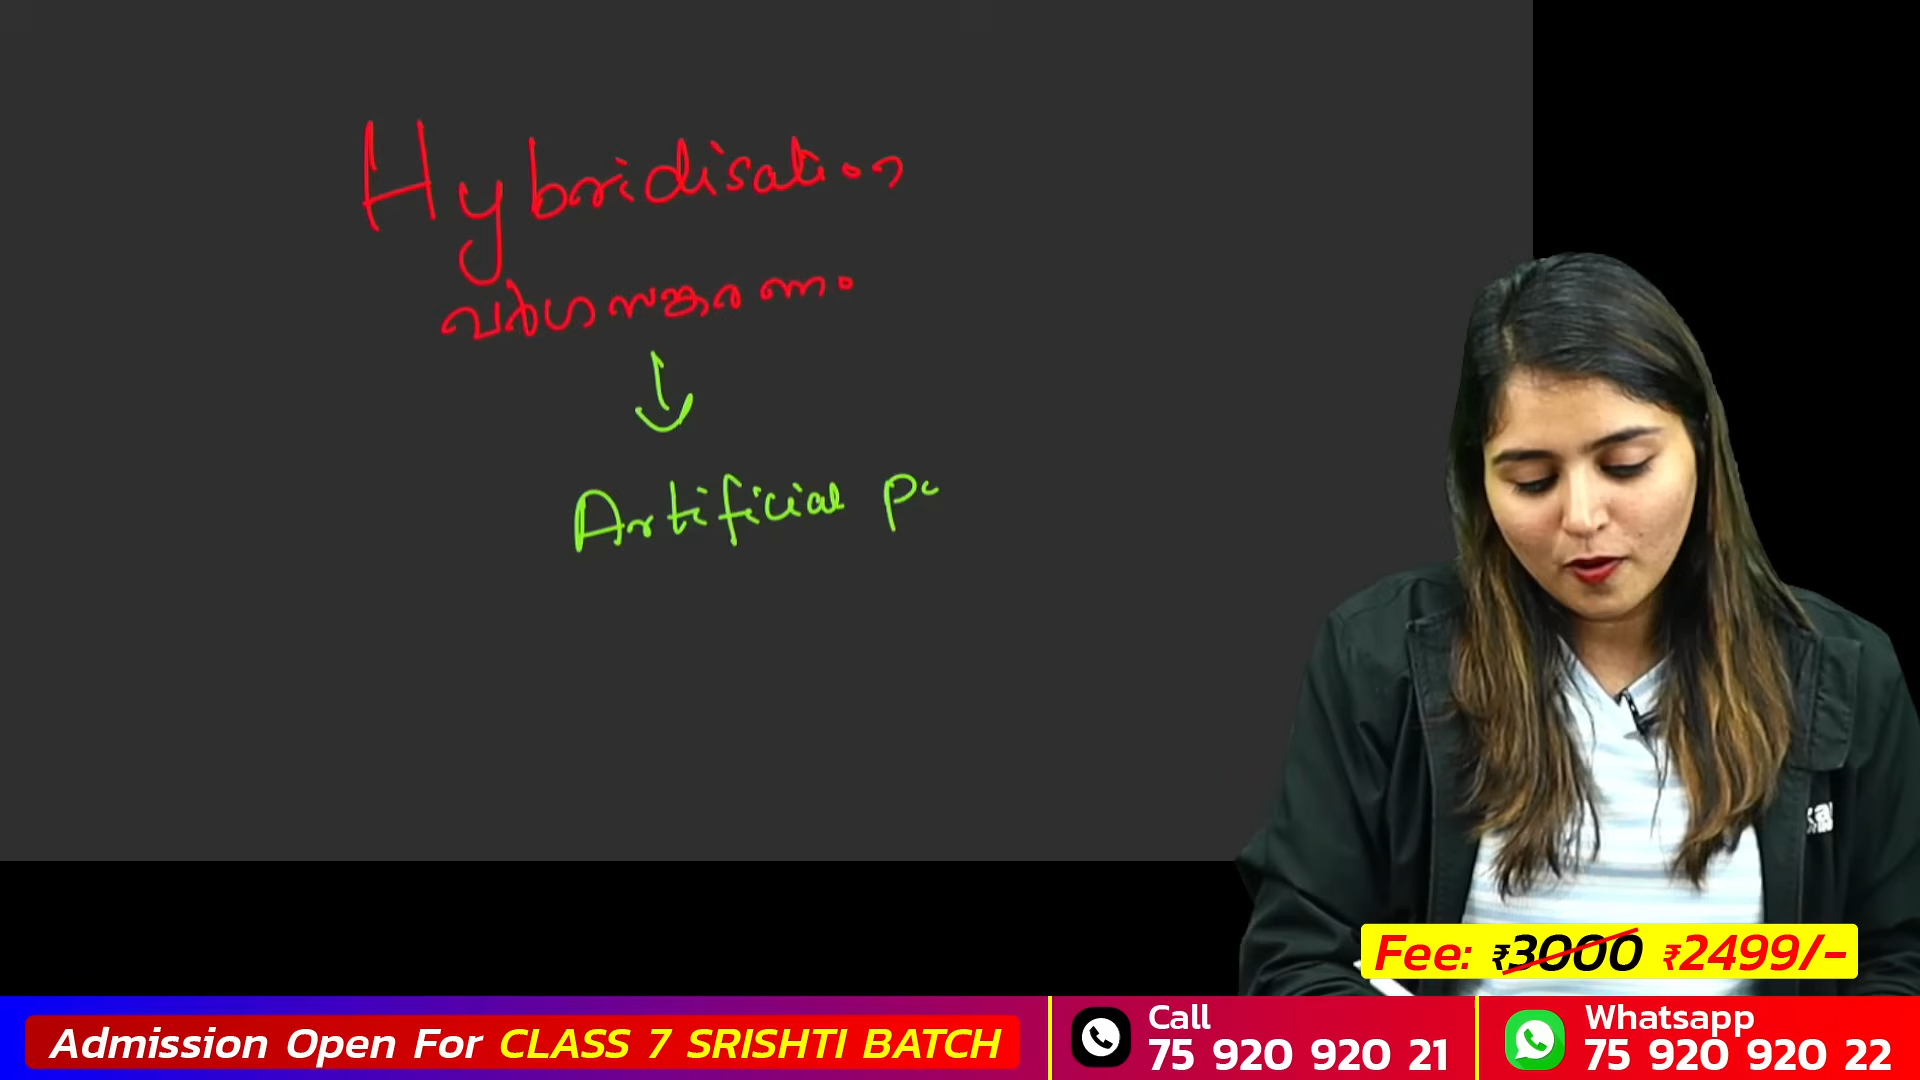 Hybridisation
വർഗസങ്കരണം
Artificial po
Fee: ₹3000 ₹2499/-
Admission Open For CLASS 7 SRISHTI BATCH
Call
75 920 920 21
Whatsapp
75 920 920 22